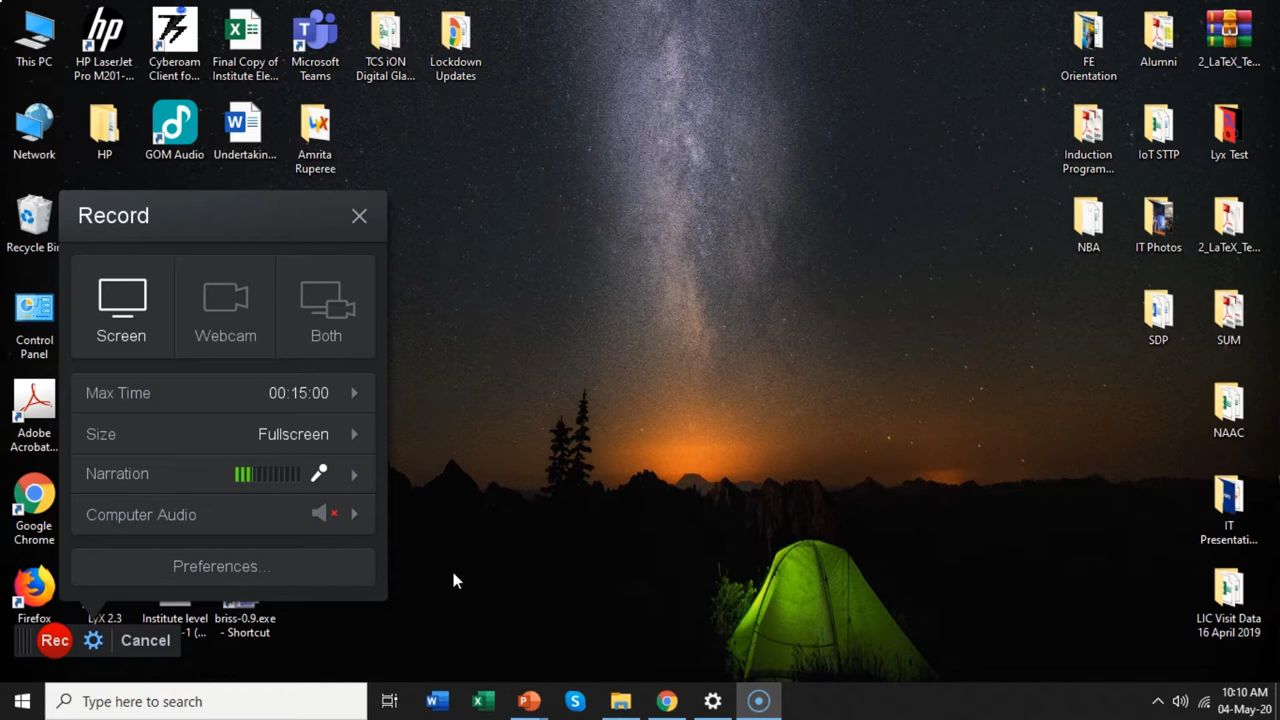 This PC
HP LaserJet
Pro M201-...
Cyberoam
Client fo...
Final Copy of
Institute Ele...
Microsoft
Teams
TCS iON
Digital Gla...
Lockdown
Updates
FE
Orientation
Alumni
2_LaTeX_Te...
Network
HP
GOM Audio
Undertakin...
Amrita
Ruperee
Induction
Program...
IoT STTP
Lyx Test
Recycle Bin
NBA
IT Photos
2_LaTeX_Te...
Control
Panel
SDP
SUM
Adobe
Acrobat...
NAAC
Google
Chrome
IT
Presentati...
Firefox
LyX 2.3
Institute level
-1 (...
briss-0.9.exe
- Shortcut
LIC Visit Data
16 April 2019
Record
Screen
Webcam
Both
Max Time 00:15:00
Size Fullscreen
Narration
Computer Audio
Preferences...
Rec
Cancel
Type here to search
10:10 AM
04-May-20